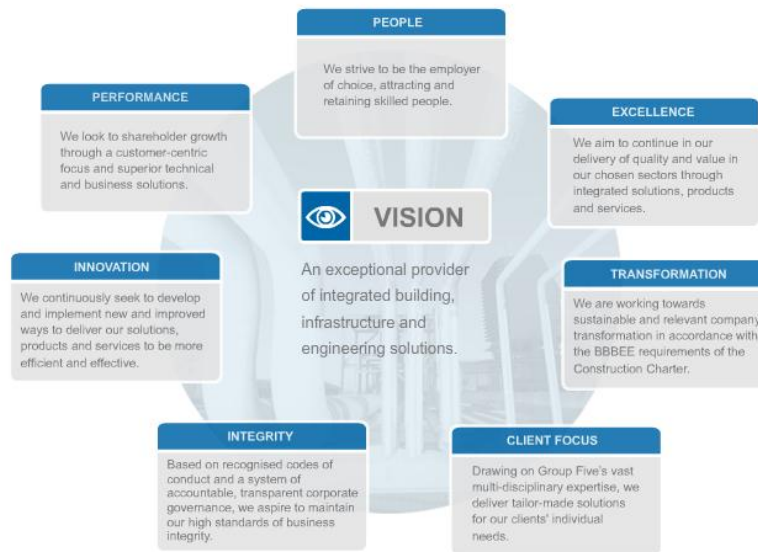 PEOPLE
We strive to be the employer
of choice, attracting and
retaining skilled people.
PERFORMANCE
We look to shareholder growth
through a customer-centric
focus and superior technical
and business solutions.
EXCELLENCE
We aim to continue in our
delivery of quality and value in
our chosen sectors through
integrated solutions, products
and services.
VISION
An exceptional provider
of integrated building,
infrastructure and
engineering solutions.
INNOVATION
We continuously seek to develop
and implement new and improved
ways to deliver our solutions,
products and services to be more
efficient and effective.
TRANSFORMATION
We are working towards
sustainable and relevant company
transformation in accordance with
the BBBEE requirements of the
Construction Charter.
INTEGRITY
Based on recognised codes of
conduct and a system of
accountable, transparent corporate
governance, we aspire to maintain
our high standards of business
integrity.
CLIENT FOCUS
Drawing on Group Five's vast
multi-disciplinary expertise, we
deliver tailor-made solutions
for our clients' individual
needs.